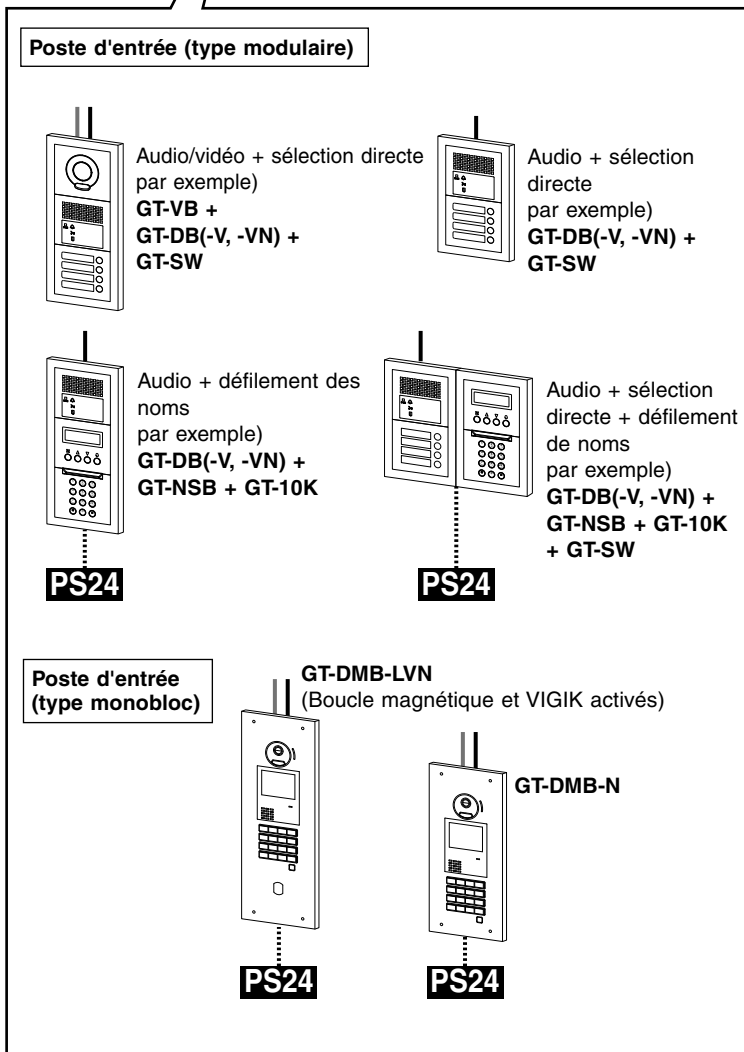 Poste d'entrée (type modulaire)
Audio/vidéo + sélection directe
par exemple)
GT-VB +
GT-DB(-V, -VN) +
GT-SW
Audio + sélection
directe
par exemple)
GT-DB(-V, -VN) +
GT-SW
Audio + défilement des
noms
par exemple)
GT-DB(-V, -VN) +
GT-NSB + GT-10K
PS24
Audio + sélection
directe + défilement
de noms
par exemple)
GT-DB(-V, -VN) +
GT-NSB + GT-10K
+ GT-SW
PS24
Poste d'entrée
(type monobloc)
GT-DMB-LVN
(Boucle magnétique et VIGIK activés)
PS24
GT-DMB-N
PS24